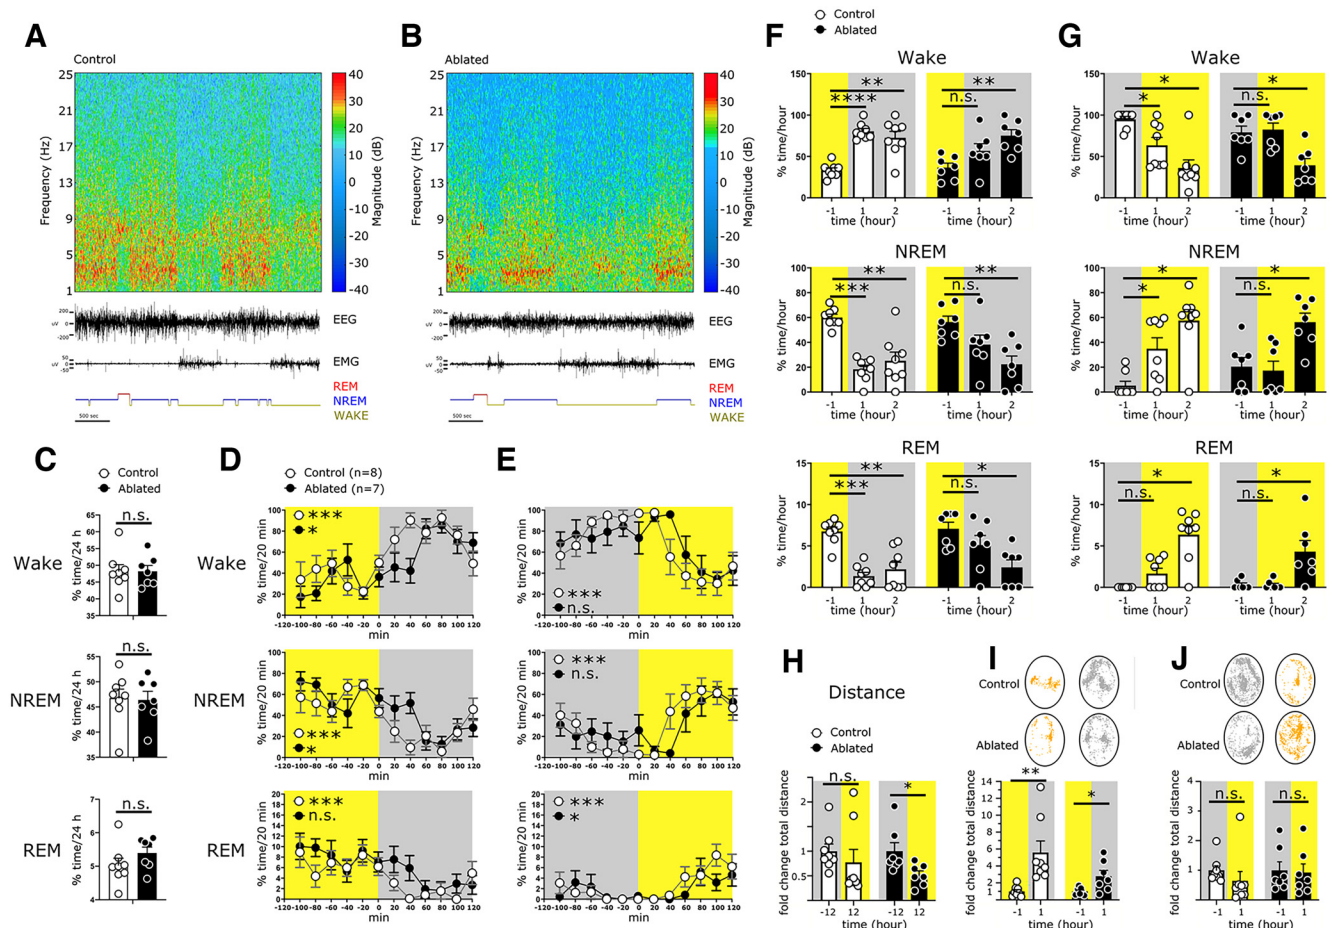 A
Control
25
21
17
13
9
5
1
Frequency (Hz)
40
30
20
10
0
-10
-20
-30
-40
Magnitude (dB)
200
uV 0
-200
EEG
50
uV 0
-50
EMG
REM
NREM
WAKE
500 sec
B
Ablated
25
21
17
13
9
5
1
Frequency (Hz)
40
30
20
10
0
-10
-20
-30
-40
Magnitude (dB)
200
uV 0
-200
EEG
50
uV 0
-50
EMG
REM
NREM
WAKE
500 sec
C
Control
Ablated
Wake
n.s.
65
60
55
50
45
40
35
% time/24 h
NREM
n.s.
55
50
45
40
35
% time/24 h
REM
n.s.
7
6
5
4
% time/24 h
D
Control (n=8)
Ablated (n=7)
Wake
100
80
60
40
20
0
% time/20 min
***
*
-120 -100 -80 -60 -40 -20 0 20 40 60 80 100 120
min
NREM
100
80
60
40
20
0
% time/20 min
***
*
-120 -100 -80 -60 -40 -20 0 20 40 60 80 100 120
min
REM
20
18
16
14
12
10
8
6
4
2
0
% time/20 min
***
n.s.
-120 -100 -80 -60 -40 -20 0 20 40 60 80 100 120
min
E
100
80
60
40
20
0
% time/20 min
***
n.s.
-120 -100 -80 -60 -40 -20 0 20 40 60 80 100 120
min
100
80
60
40
20
0
% time/20 min
***
n.s.
-120 -100 -80 -60 -40 -20 0 20 40 60 80 100 120
min
20
18
16
14
12
10
8
6
4
2
0
% time/20 min
***
*
-120 -100 -80 -60 -40 -20 0 20 40 60 80 100 120
min
F
Control
Ablated
Wake
150
100
50
0
% time/hour
**
****
**
n.s.
-1 1 2 -1 1 2
time (hour) time (hour)
NREM
100
80
60
40
20
0
% time/hour
**
***
**
n.s.
-1 1 2 -1 1 2
time (hour) time (hour)
REM
15
10
5
0
% time/hour
**
***
*
n.s.
-1 1 2 -1 1 2
time (hour) time (hour)
G
Wake
150
100
50
0
% time/hour
*
*
*
n.s.
-1 1 2 -1 1 2
time (hour) time (hour)
NREM
100
80
60
40
20
0
% time/hour
*
*
*
n.s.
-1 1 2 -1 1 2
time (hour) time (hour)
REM
15
10
5
0
% time/hour
*
n.s.
*
n.s.
-1 1 2 -1 1 2
time (hour) time (hour)
H
Distance
Control
Ablated
n.s.
*
2
1.5
1
0.5
fold change total distance
-12 12 -12 12
time (hour)
I
Control
Ablated
**
*
14
12
10
8
6
4
2
1
fold change total distance
-1 1 -1 1
time (hour)
J
Control
Ablated
n.s. n.s.
4
3
2
1
0
fold change total distance
-1 1 -1 1
time (hour)